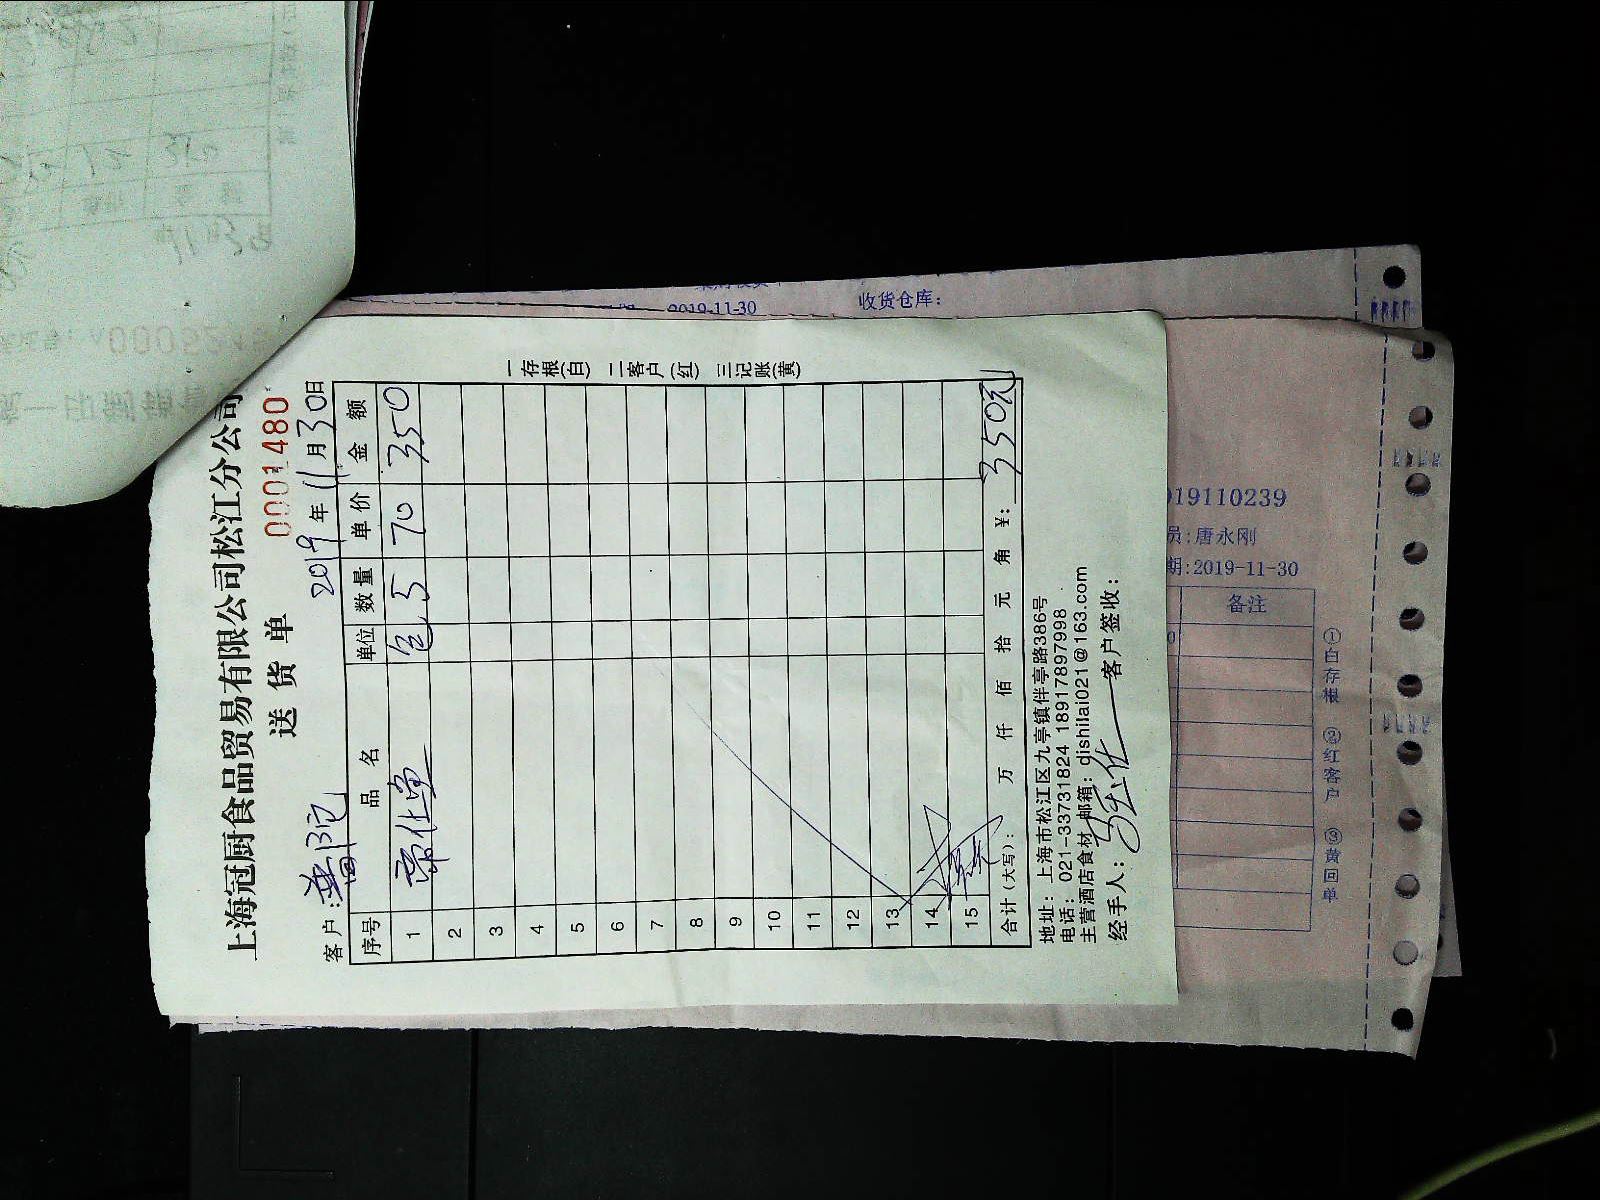 上海冠厨食品贸易有限公司松江分公司
送货单 0001480
客户: 2019年11月30日
序号 品名 单位 数量 单价 金额
1 包 5 70 350
2
3
4
5
6
7
8
9
10
11
12
13
14
15
合计(大写): 万 仟 佰 拾 元 角 ¥: 350元
地址: 上海市松江区九亭镇伴亭路386号
电话: 021-33731824 18917897998
主营酒店食材 邮箱: dishilai021@163.com
经手人: 客户签收:
一存根(白) 二客户(红) 三记账(黄)
2019-11-30
收货仓库:
019110239
员:唐永刚
期:2019-11-30
备注
①白存根 ②红客户 ③黄回单